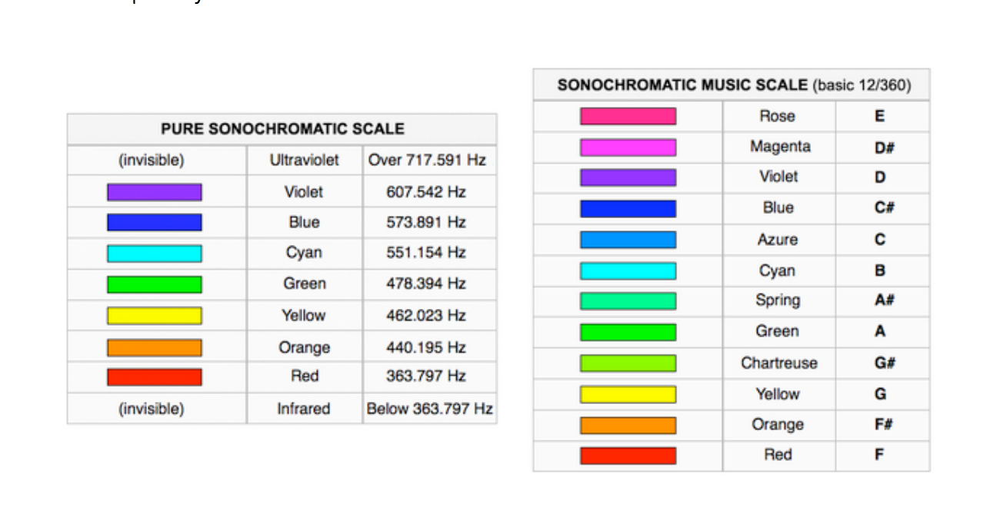 PURE SONOCHROMATIC SCALE
(invisible) Ultraviolet Over 717.591 Hz
Violet 607.542 Hz
Blue 573.891 Hz
Cyan 551.154 Hz
Green 478.394 Hz
Yellow 462.023 Hz
Orange 440.195 Hz
Red 363.797 Hz
(invisible) Infrared Below 363.797 Hz
SONOCHROMATIC MUSIC SCALE (basic 12/360)
Rose E
Magenta D#
Violet D
Blue C#
Azure C
Cyan B
Spring A#
Green A
Chartreuse G#
Yellow G
Orange F#
Red F